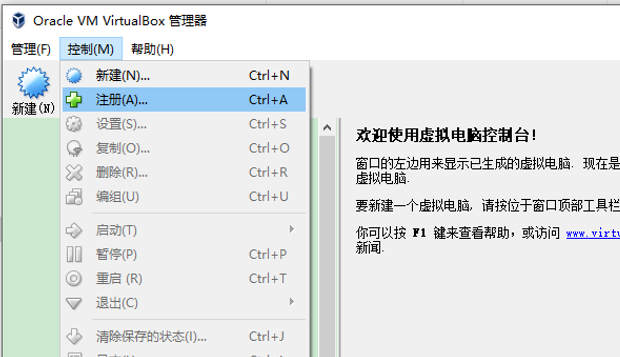 Oracle VM VirtualBox 管理器
管理(F) 控制(M) 帮助(H)
新建(N)
新建(N)... Ctrl+N
注册(A)... Ctrl+A
设置(S)... Ctrl+S
复制(O)... Ctrl+O
删除(R)... Ctrl+R
编组(U) Ctrl+U
启动(T)
暂停(P) Ctrl+P
重启 (R) Ctrl+T
退出(C)
清除保存的状态(I)... Ctrl+J
欢迎使用虚拟电脑控制台!
窗口的左边用来显示已生成的虚拟电脑. 现在是
虚拟电脑.
要新建一个虚拟电脑, 请按位于窗口顶部工具栏
你可以按 F1 键来查看帮助, 或访问 www.virtu
新闻.